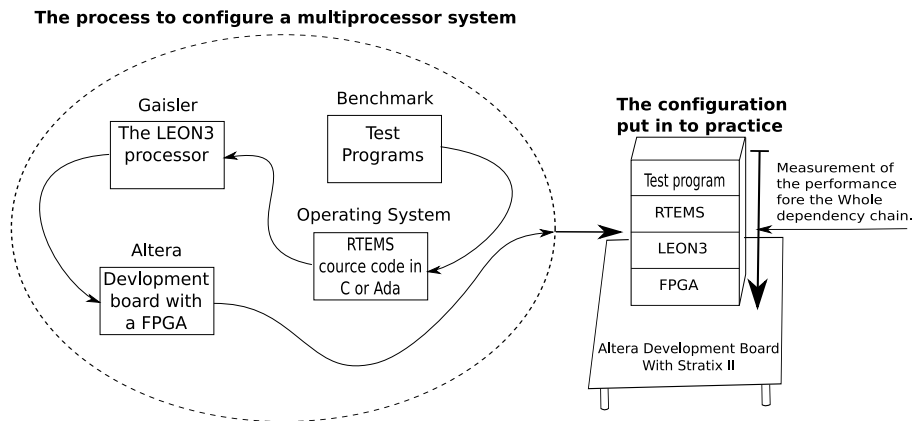 The process to configure a multiprocessor system
Gaisler
The LEON3
processor
Benchmark
Test
Programs
Operating System
RTEMS
cource code in
C or Ada
Altera
Devlopment
board with
a FPGA
The configuration
put in to practice
Test program
RTEMS
LEON3
FPGA
Measurement of
the performance
fore the Whole
dependency chain.
Altera Development Board
With Stratix II